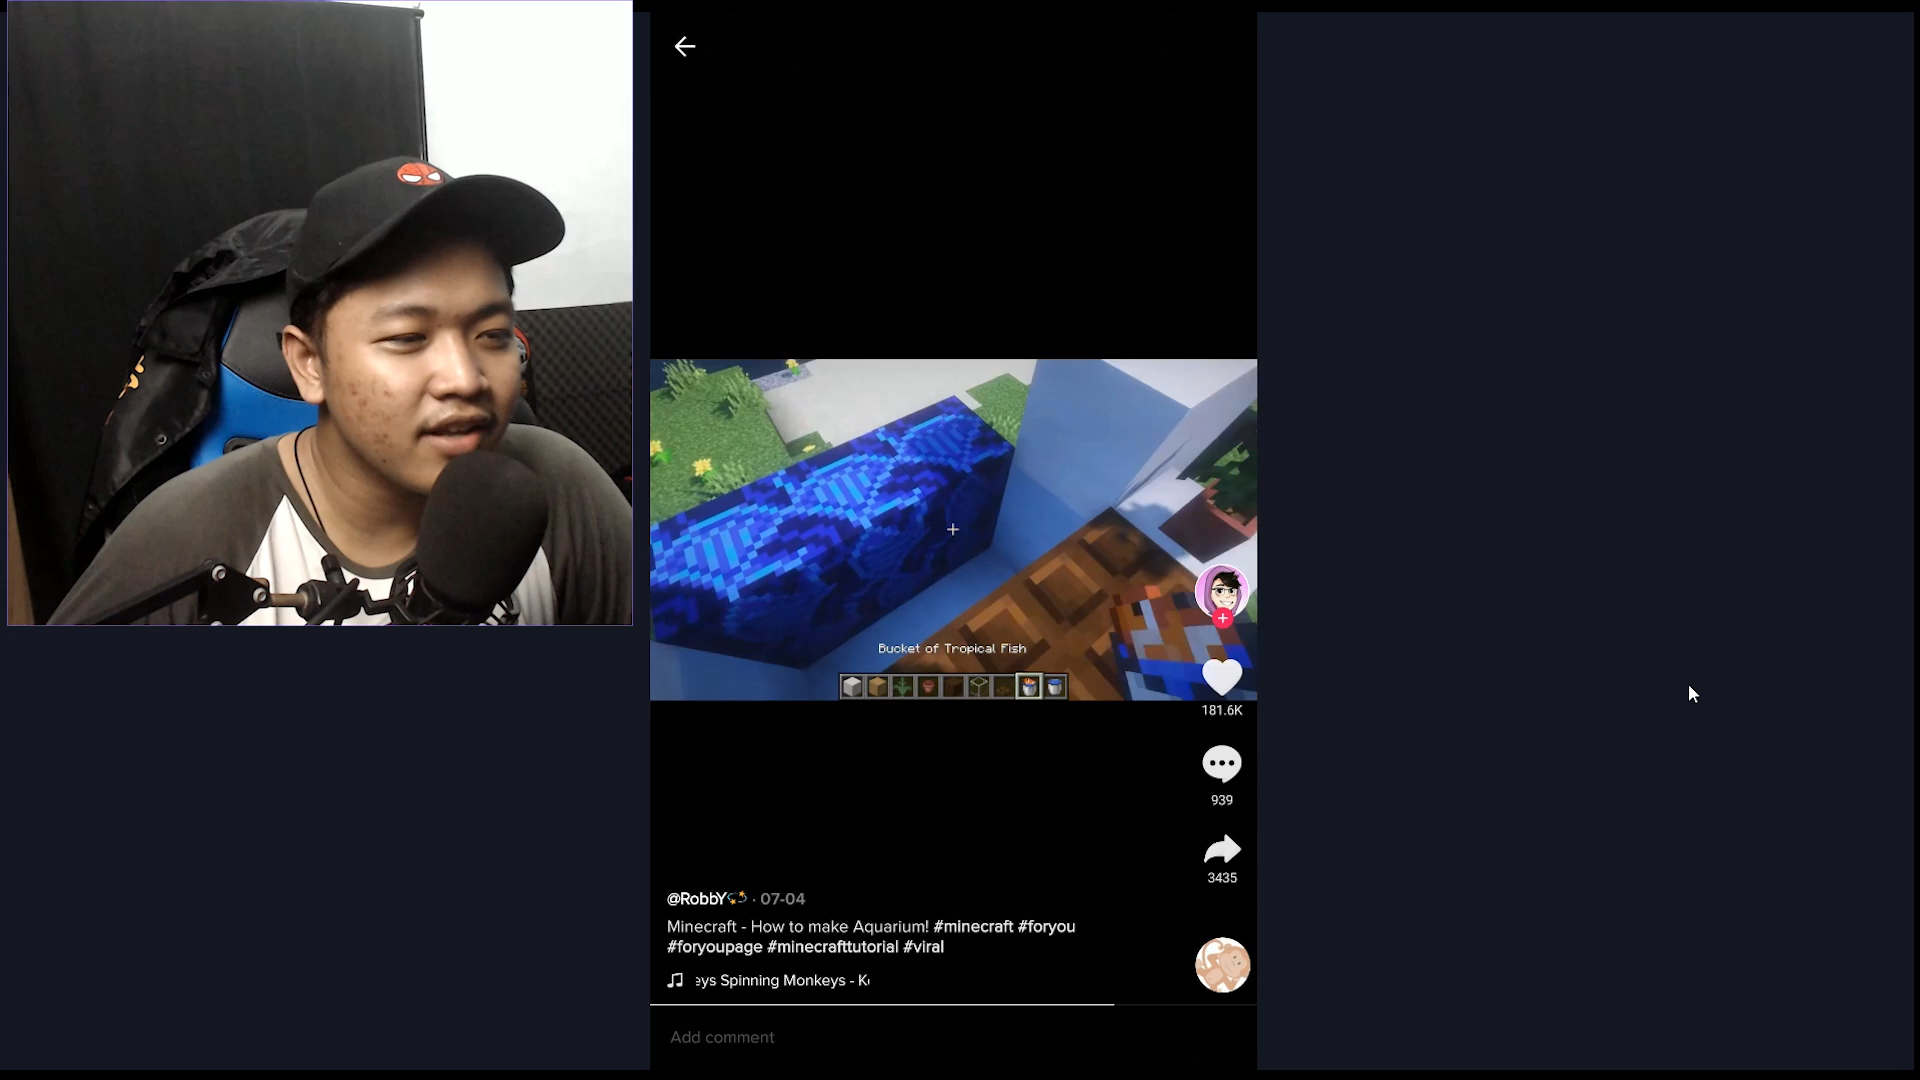 Bucket of Tropical Fish
181.6K
939
3435
@RobbY · 07-04
Minecraft - How to make Aquarium! #minecraft #foryou
#foryoupage #minecrafttutorial #viral
eys Spinning Monkeys - K
Add comment